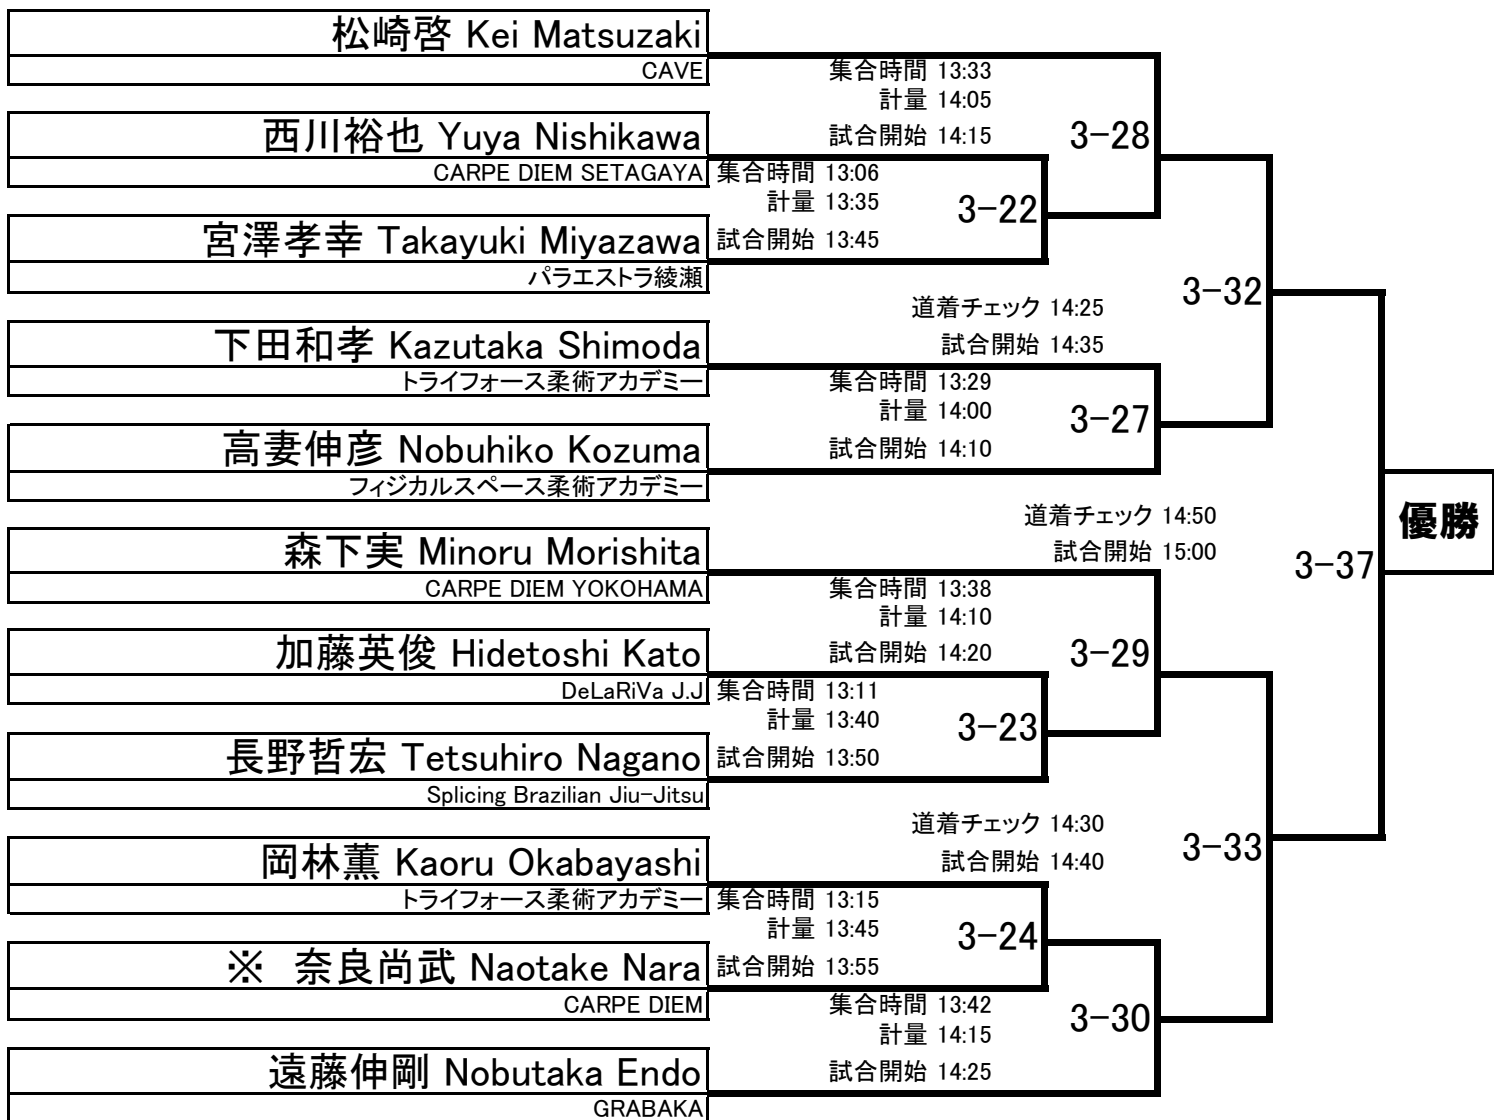 松崎啓 Kei Matsuzaki
CAVE
集合時間 13:33
計量 14:05
西川裕也 Yuya Nishikawa
試合開始 14:15
3-28
CARPE DIEM SETAGAYA
集合時間 13:06
計量 13:35
3-22
宮澤孝幸 Takayuki Miyazawa
試合開始 13:45
パラエストラ綾瀬
3-32
道着チェック 14:25
下田和孝 Kazutaka Shimoda
試合開始 14:35
トライフォース柔術アカデミー
集合時間 13:29
計量 14:00
3-27
高妻伸彦 Nobuhiko Kozuma
試合開始 14:10
フィジカルスペース柔術アカデミー
道着チェック 14:50
優勝
森下実 Minoru Morishita
試合開始 15:00
3-37
CARPE DIEM YOKOHAMA
集合時間 13:38
計量 14:10
加藤英俊 Hidetoshi Kato
試合開始 14:20
3-29
DeLaRiVa J.J
集合時間 13:11
計量 13:40
3-23
長野哲宏 Tetsuhiro Nagano
試合開始 13:50
Splicing Brazilian Jiu-Jitsu
道着チェック 14:30
3-33
岡林薫 Kaoru Okabayashi
試合開始 14:40
トライフォース柔術アカデミー
集合時間 13:15
計量 13:45
3-24
※ 奈良尚武 Naotake Nara
試合開始 13:55
CARPE DIEM
集合時間 13:42
計量 14:15
3-30
遠藤伸剛 Nobutaka Endo
試合開始 14:25
GRABAKA